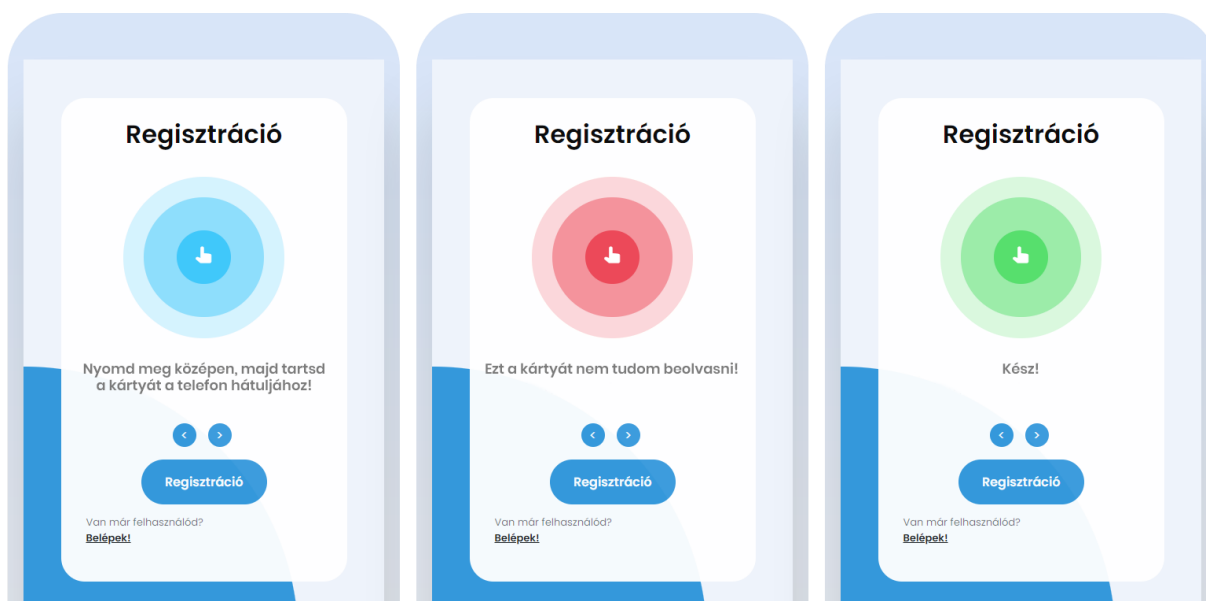 Regisztráció
Nyomd meg középen, majd tartsd
a kártyát a telefon hátuljához!
<
>
Regisztráció
Van már felhasználód?
Belépek!
Regisztráció
Ezt a kártyát nem tudom beolvasni!
<
>
Regisztráció
Van már felhasználód?
Belépek!
Regisztráció
Kész!
<
>
Regisztráció
Van már felhasználód?
Belépek!